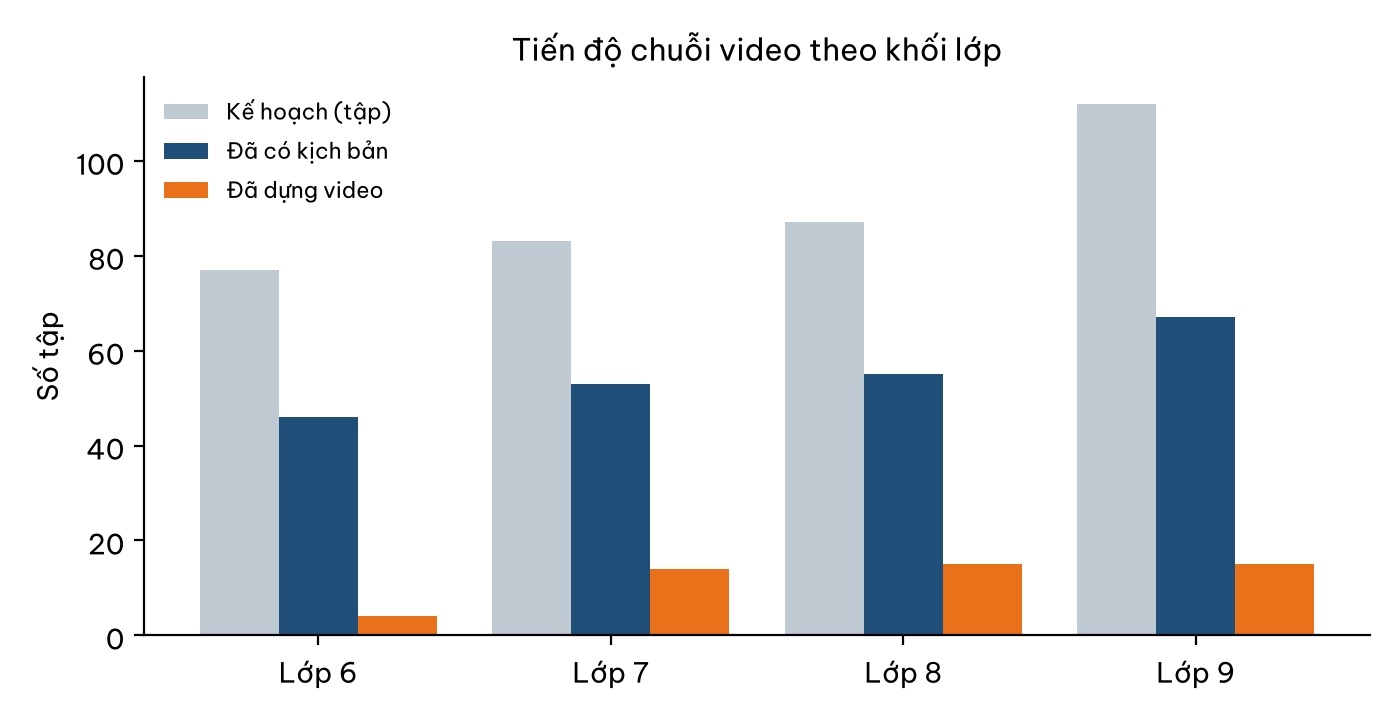 Tiến độ chuỗi video theo khối lớp
Kế hoạch (tập)
Đã có kịch bản
Đã dựng video
Số tập
100
80
60
40
20
0
Lớp 6
Lớp 7
Lớp 8
Lớp 9